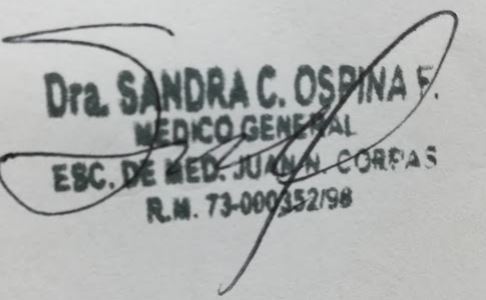 Dra. SANDRA C. OSPINA F.
MEDICO GENERAL
ESC. DE MED. JUAN N. CORPAS
R.M. 73-000352/98